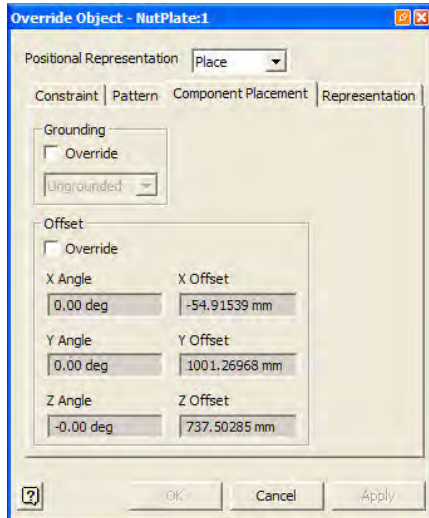 Override Object - NutPlate:1
Positional Representation Place
Constraint Pattern Component Placement Representation
Grounding
Override
Ungrounded
Offset
Override
X Angle X Offset
0.00 deg -54.91539 mm
Y Angle Y Offset
0.00 deg 1001.26968 mm
Z Angle Z Offset
-0.00 deg 737.50285 mm
? OK Cancel Apply